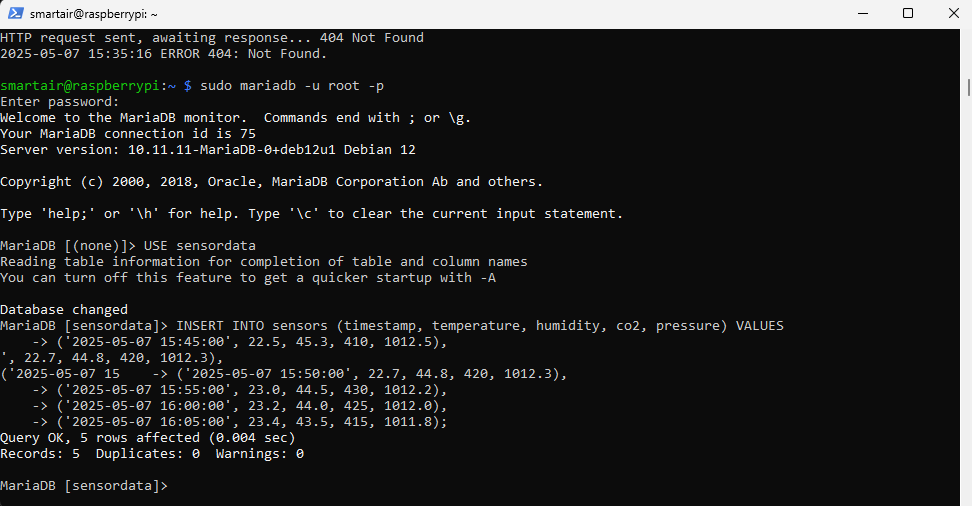 smartair@raspberrypi: ~
HTTP request sent, awaiting response... 404 Not Found
2025-05-07 15:35:16 ERROR 404: Not Found.
smartair@raspberrypi:~ $ sudo mariadb -u root -p
Enter password:
Welcome to the MariaDB monitor.  Commands end with ; or \g.
Your MariaDB connection id is 75
Server version: 10.11.11-MariaDB-0+deb12u1 Debian 12
Copyright (c) 2000, 2018, Oracle, MariaDB Corporation Ab and others.
Type 'help;' or '\h' for help. Type '\c' to clear the current input statement.
MariaDB [(none)]> USE sensordata
Reading table information for completion of table and column names
You can turn off this feature to get a quicker startup with -A
Database changed
MariaDB [sensordata]> INSERT INTO sensors (timestamp, temperature, humidity, co2, pressure) VALUES
    -> ('2025-05-07 15:45:00', 22.5, 45.3, 410, 1012.5),
', 22.7, 44.8, 420, 1012.3),
('2025-05-07 15    -> ('2025-05-07 15:50:00', 22.7, 44.8, 420, 1012.3),
    -> ('2025-05-07 15:55:00', 23.0, 44.5, 430, 1012.2),
    -> ('2025-05-07 16:00:00', 23.2, 44.0, 425, 1012.0),
    -> ('2025-05-07 16:05:00', 23.4, 43.5, 415, 1011.8);
Query OK, 5 rows affected (0.004 sec)
Records: 5  Duplicates: 0  Warnings: 0
MariaDB [sensordata]>